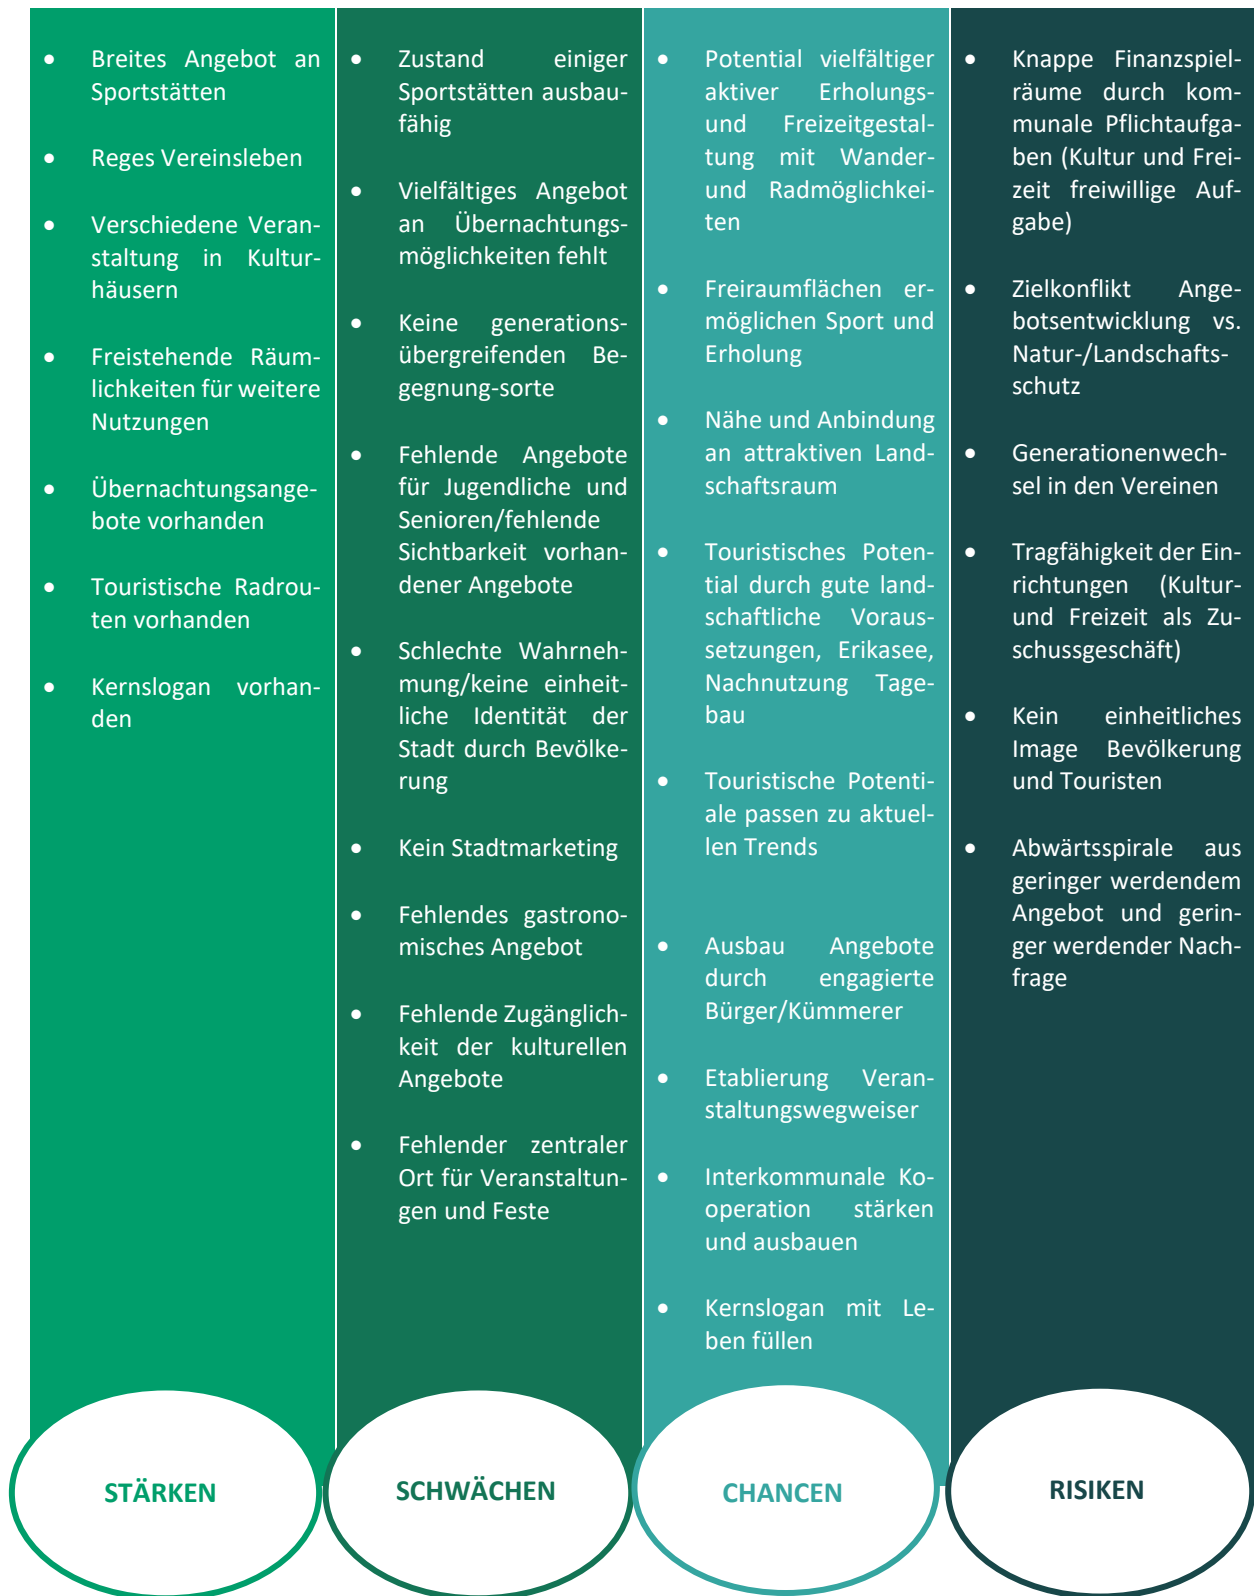 Breites Angebot an
Sportstätten
Reges Vereinsleben
Verschiedene Veran-
staltung in Kultur-
häusern
Freistehende Räum-
lichkeiten für weitere
Nutzungen
Übernachtungsange-
bote vorhanden
Touristische Radrou-
ten vorhanden
Kernslogan vorhan-
den
STÄRKEN
Zustand einiger
Sportstätten ausbau-
fähig
Vielfältiges Angebot
an Übernachtungs-
möglichkeiten fehlt
Keine generations-
übergreifenden Be-
gegnung-sorte
Fehlende Angebote
für Jugendliche und
Senioren/fehlende
Sichtbarkeit vorhan-
dener Angebote
Schlechte Wahrneh-
mung/keine einheit-
liche Identität der
Stadt durch Bevölke-
rung
Kein Stadtmarketing
Fehlendes gastrono-
misches Angebot
Fehlende Zugänglich-
keit der kulturellen
Angebote
Fehlender zentraler
Ort für Veranstaltun-
gen und Feste
SCHWÄCHEN
Potential vielfältiger
aktiver Erholungs-
und Freizeitgestal-
tung mit Wander-
und Radmöglichkei-
ten
Freiraumflächen er-
möglichen Sport und
Erholung
Nähe und Anbindung
an attraktiven Land-
schaftsraum
Touristisches Poten-
tial durch gute land-
schaftliche Voraus-
setzungen, Erikasee,
Nachnutzung Tage-
bau
Touristische Potenti-
ale passen zu aktuel-
len Trends
Ausbau Angebote
durch engagierte
Bürger/Kümmerer
Etablierung Veran-
staltungswegweiser
Interkommunale Ko-
operation stärken
und ausbauen
Kernslogan mit Le-
ben füllen
CHANCEN
Knappe Finanzspiel-
räume durch kom-
munale Pflichtaufga-
ben (Kultur und Frei-
zeit freiwillige Auf-
gabe)
Zielkonflikt Ange-
botsentwicklung vs.
Natur-/Landschafts-
schutz
Generationenwech-
sel in den Vereinen
Tragfähigkeit der Ein-
richtungen (Kultur-
und Freizeit als Zu-
schussgeschäft)
Kein einheitliches
Image Bevölkerung
und Touristen
Abwärtsspirale aus
geringer werdendem
Angebot und gerin-
ger werdender Nach-
frage
RISIKEN